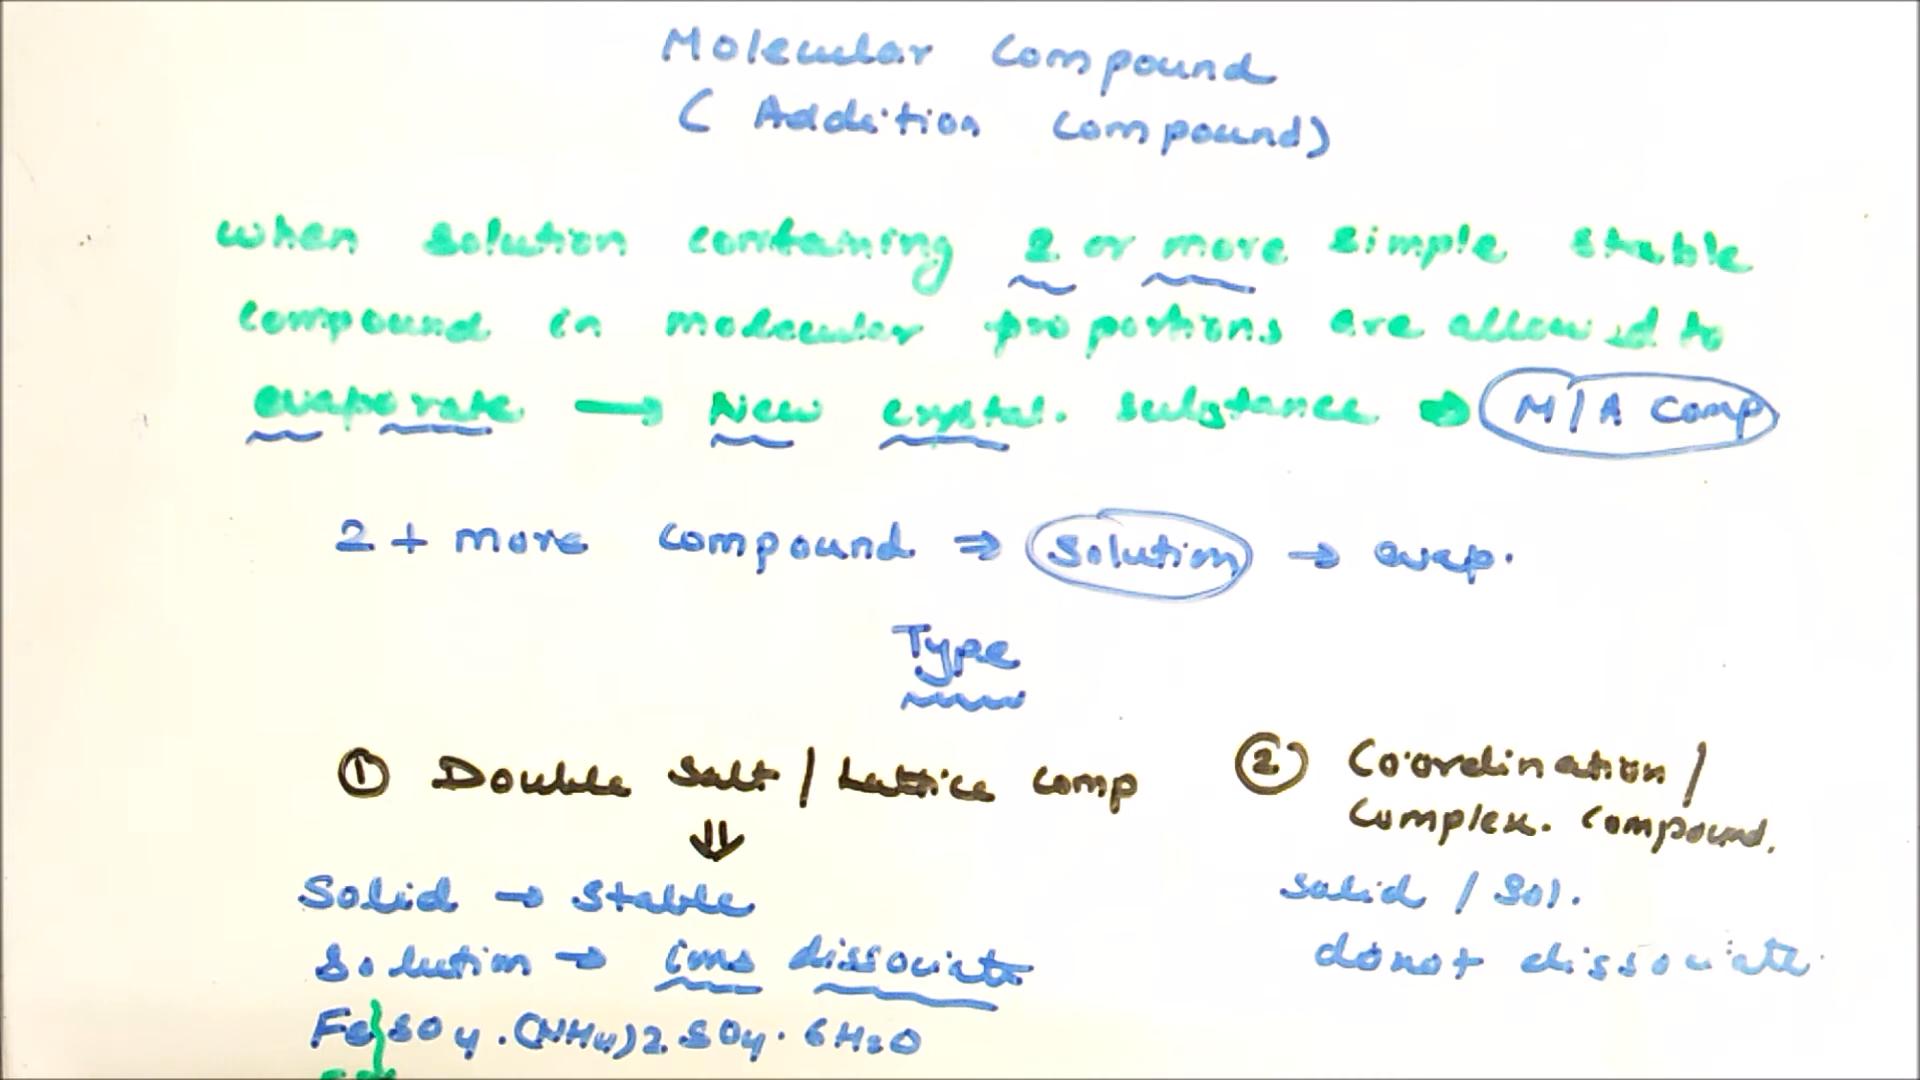 Molecular Compound
(Addition Compound)
When solution containing 2 or more simple stable
compound in molecular proportions are allowed to
evaporate → New crystal. substance ⇒ M/A Comp
2 + more compound ⇒ Solution → evap.
Type
① Double Salt / Lattice comp
⇓
Solid → Stable
Solution → ions dissociate
FeSO4.(NH4)2.SO4.6H2O
② Coordination /
Complex. Compound.
Solid / Sol.
donot dissociate.